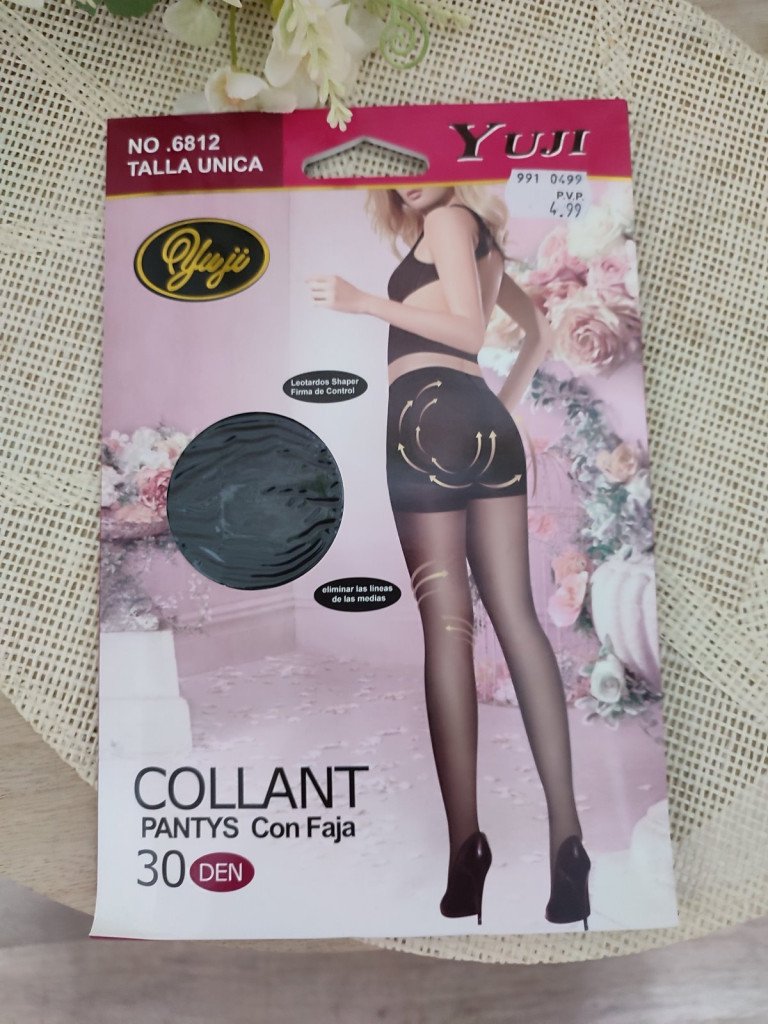 NO .6812
TALLA UNICA
YUJI
991 0499
P.V.P.
4.99
Yuji
Leotardos Shaper
Firma de Control
eliminar las líneas
de las medias
COLLANT
PANTYS Con Faja
30 DEN